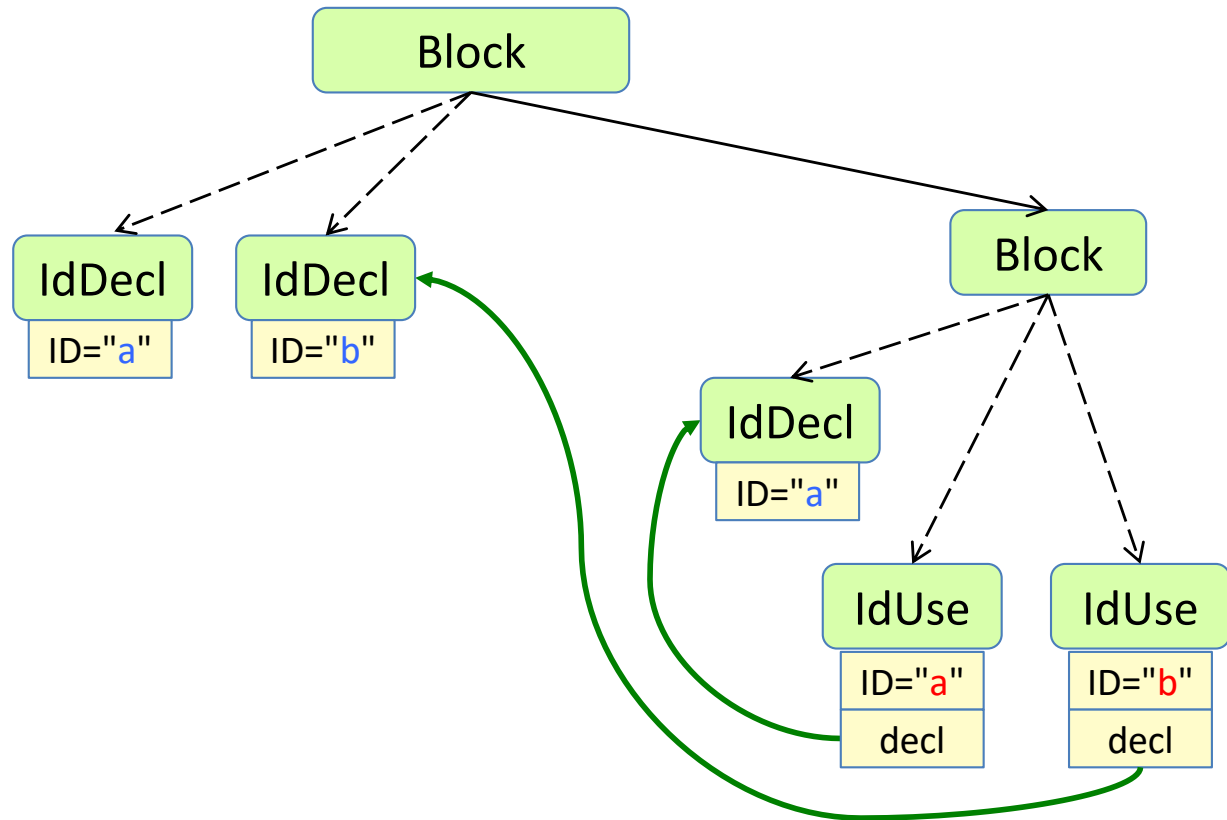 Block
IdDecl
ID="a"
IdDecl
ID="b"
Block
IdDecl
ID="a"
IdUse
ID="a"
decl
IdUse
ID="b"
decl